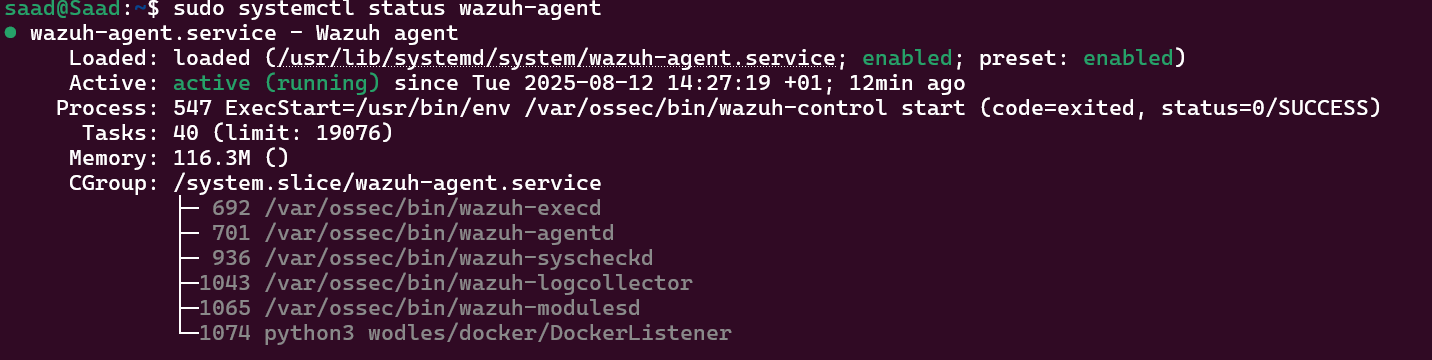 saad@Saad:~$ sudo systemctl status wazuh-agent
● wazuh-agent.service - Wazuh agent
     Loaded: loaded (/usr/lib/systemd/system/wazuh-agent.service; enabled; preset: enabled)
     Active: active (running) since Tue 2025-08-12 14:27:19 +01; 12min ago
    Process: 547 ExecStart=/usr/bin/env /var/ossec/bin/wazuh-control start (code=exited, status=0/SUCCESS)
      Tasks: 40 (limit: 19076)
     Memory: 116.3M ()
     CGroup: /system.slice/wazuh-agent.service
             ├─ 692 /var/ossec/bin/wazuh-execd
             ├─ 701 /var/ossec/bin/wazuh-agentd
             ├─ 936 /var/ossec/bin/wazuh-syscheckd
             ├─1043 /var/ossec/bin/wazuh-logcollector
             ├─1065 /var/ossec/bin/wazuh-modulesd
             └─1074 python3 wodles/docker/DockerListener